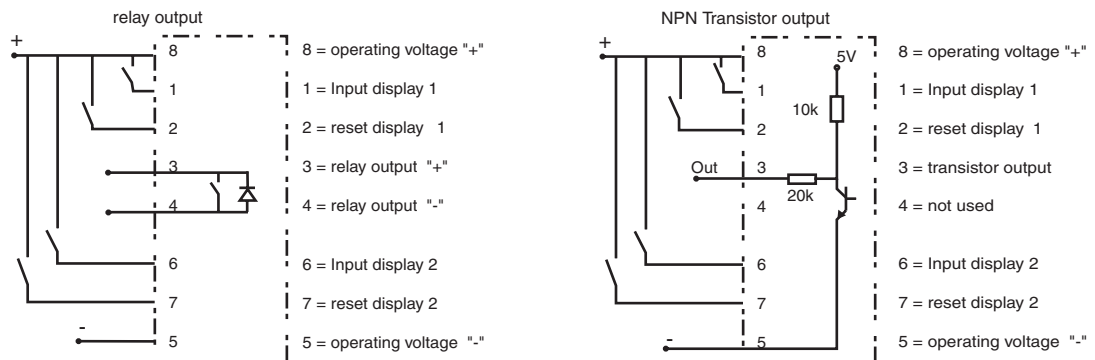 relay output
+
8
1
2
3
4
6
7
-
5
8 = operating voltage "+"
1 = Input display 1
2 = reset display 1
3 = relay output "+"
4 = relay output "-"
6 = Input display 2
7 = reset display 2
5 = operating voltage "-"
NPN Transistor output
+
8
5V
1
10k
2
Out
3
20k
4
6
7
-
5
8 = operating voltage "+"
1 = Input display 1
2 = reset display 1
3 = transistor output
4 = not used
6 = Input display 2
7 = reset display 2
5 = operating voltage "-"